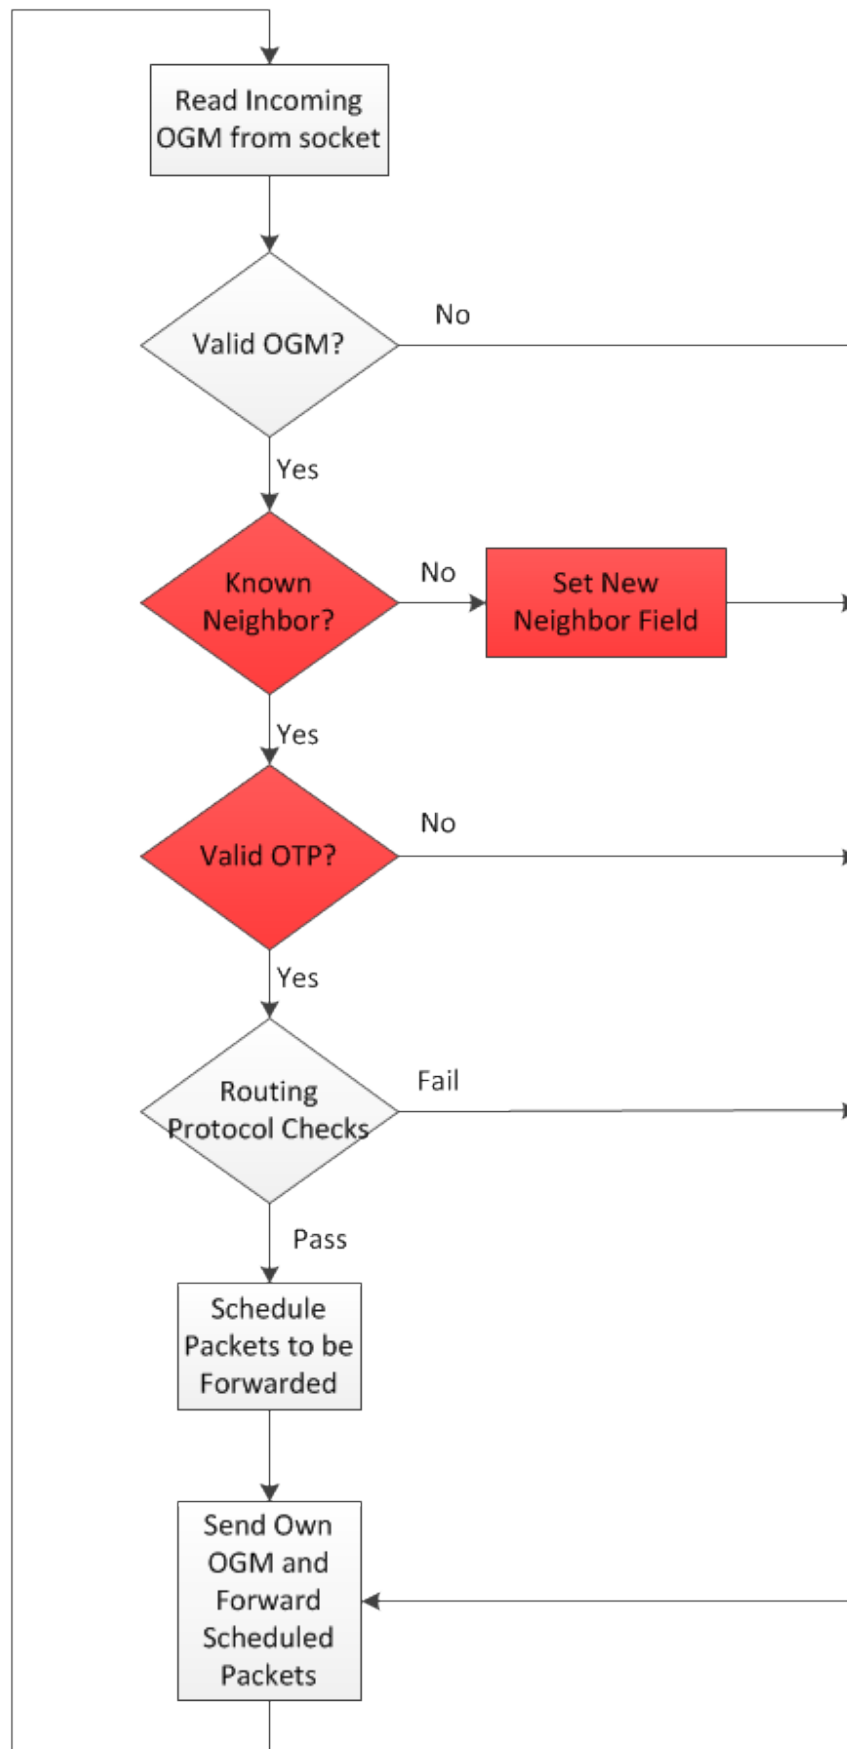 Read Incoming
OGM from socket
Valid OGM?
No
Yes
Known
Neighbor?
No
Set New
Neighbor Field
Yes
Valid OTP?
No
Yes
Routing
Protocol Checks
Fail
Pass
Schedule
Packets to be
Forwarded
Send Own
OGM and
Forward
Scheduled
Packets